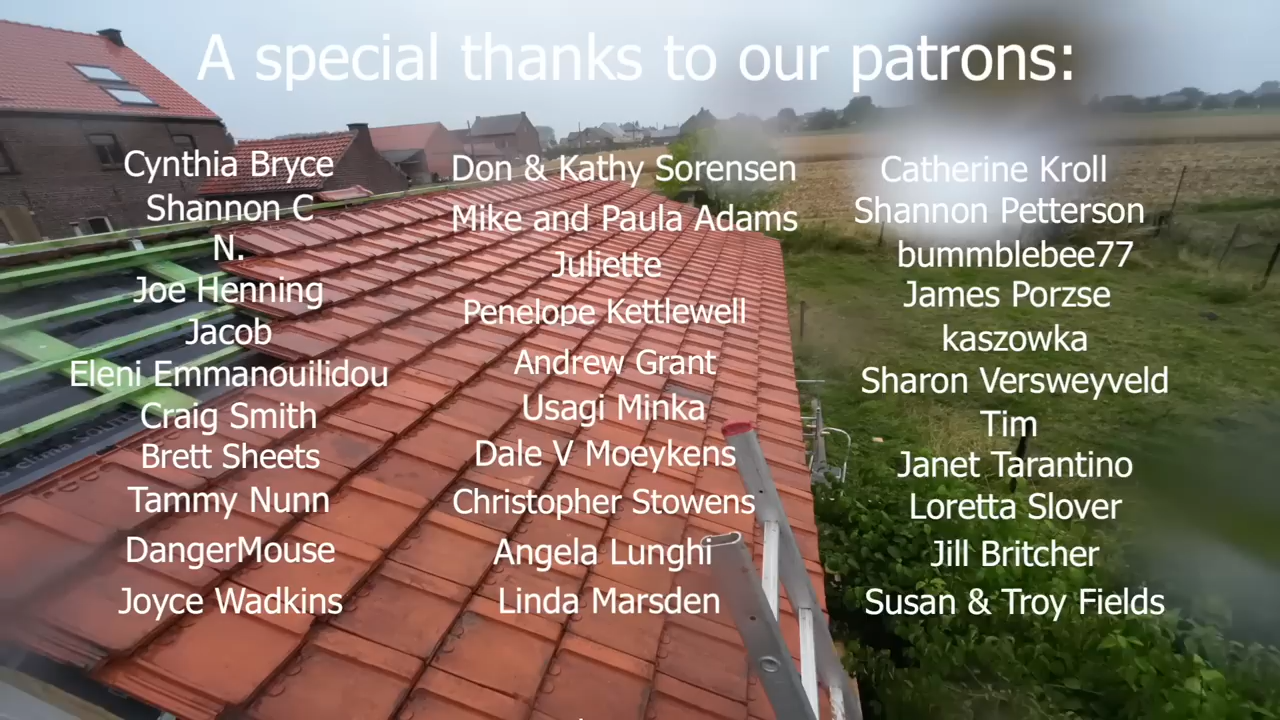 A special thanks to our patrons:
Cynthia Bryce
Shannon C
N.
Joe Henning
Jacob
Eleni Emmanouilidou
Craig Smith
Brett Sheets
Tammy Nunn
DangerMouse
Joyce Wadkins
Don & Kathy Sorensen
Mike and Paula Adams
Juliette
Penelope Kettlewell
Andrew Grant
Usagi Minka
Dale V Moeykens
Christopher Stowens
Angela Lunghi
Linda Marsden
Catherine Kroll
Shannon Petterson
bummblebee77
James Porzse
kaszowka
Sharon Versweyveld
Tim
Janet Tarantino
Loretta Slover
Jill Britcher
Susan & Troy Fields